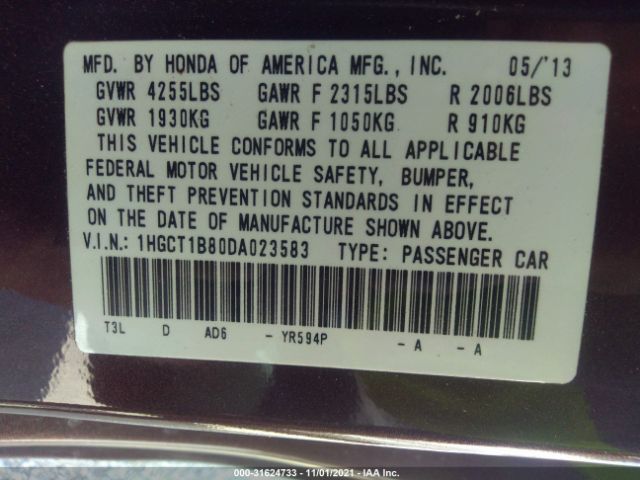 MFD. BY HONDA OF AMERICA MFG., INC. 05/'13
GVWR 4255LBS GAWR F 2315LBS R 2006LBS
GVWR 1930KG GAWR F 1050KG R 910KG
THIS VEHICLE CONFORMS TO ALL APPLICABLE
FEDERAL MOTOR VEHICLE SAFETY, BUMPER,
AND THEFT PREVENTION STANDARDS IN EFFECT
ON THE DATE OF MANUFACTURE SHOWN ABOVE.
V.I.N.: 1HGCT1B80DA023583 TYPE: PASSENGER CAR
T3L D AD6 - YR594P - A - A
000-31624733 - 11/01/2021 - IAA Inc.